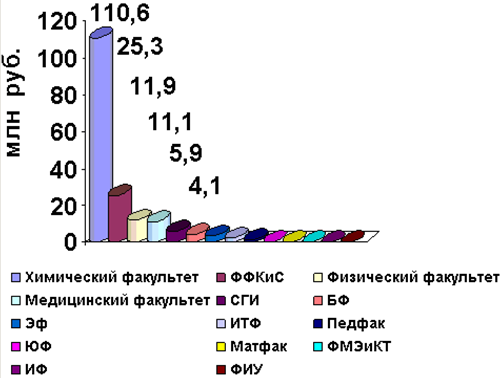 млн руб.
120
100
80
60
40
20
0
110,6
25,3
11,9
11,1
5,9
4,1
Химический факультет ФФКиС Физический факультет
Медицинский факультет СГИ БФ
Эф ИТФ Педфак
ЮФ Матфак ФМЭиКТ
ИФ ФИУ